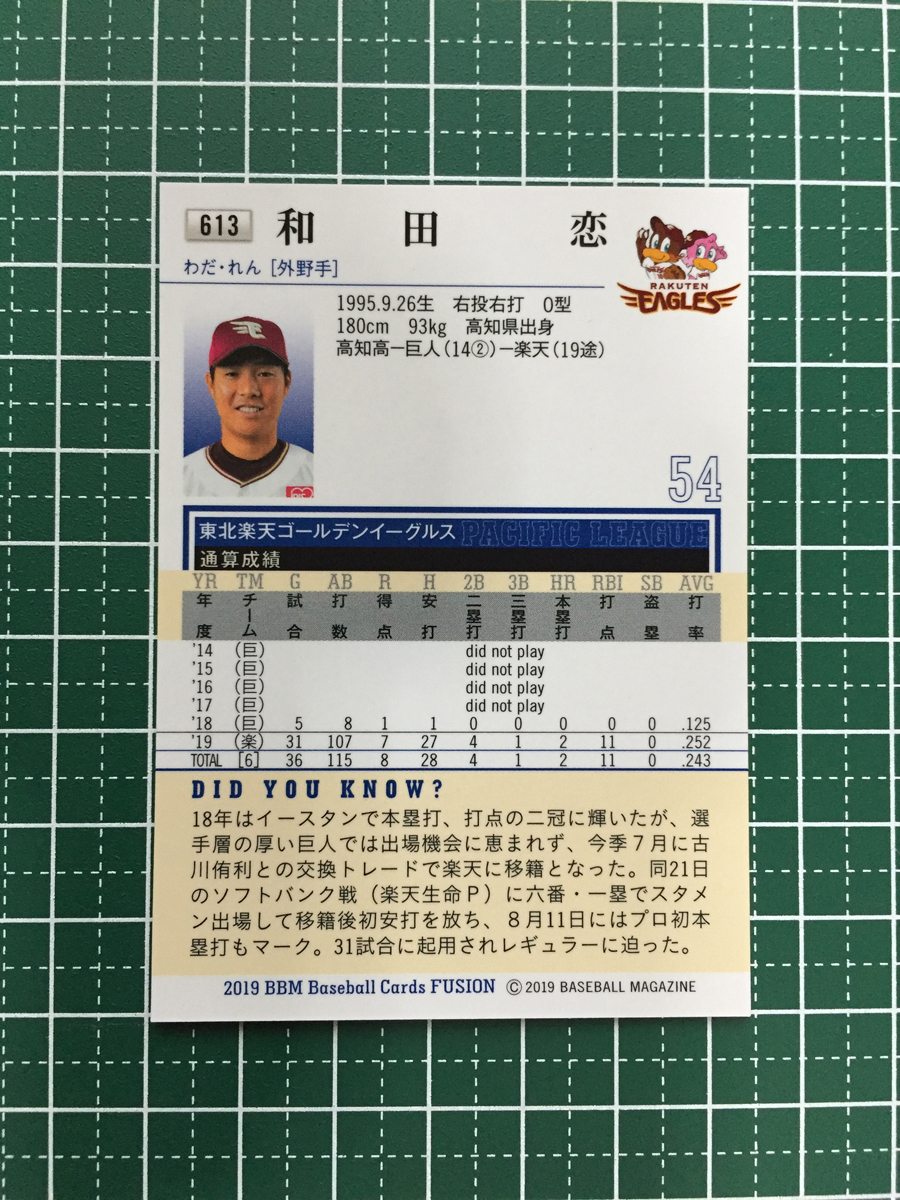 613 和 田 恋
わだ・れん [外野手]
RAKUTEN
EAGLES
1995.9.26生 右投右打 O型
180cm 93kg 高知県出身
高知高ー巨人(14②)ー楽天(19途)
54
東北楽天ゴールデンイーグルス PACIFIC LEAGUE
通算成績
YR TM G AB R H 2B 3B HR RBI SB AVG
年度 チーム 試合 打数 得点 安打 二塁打 三塁打 本塁打 打点 盗塁 打率
'14 (巨) did not play
'15 (巨) did not play
'16 (巨) did not play
'17 (巨) did not play
'18 (巨) 5 8 1 1 0 0 0 0 0 .125
'19 (楽) 31 107 7 27 4 1 2 11 0 .252
TOTAL [6] 36 115 8 28 4 1 2 11 0 .243
DID YOU KNOW?
18年はイースタンで本塁打、打点の二冠に輝いたが、選
手層の厚い巨人では出場機会に恵まれず、今季7月に古
川侑利との交換トレードで楽天に移籍となった。同21日
のソフトバンク戦（楽天生命P）に六番・一塁でスタメ
ン出場して移籍後初安打を放ち、8月11日にはプロ初本
塁打もマーク。31試合に起用されレギュラーに迫った。
2019 BBM Baseball Cards FUSION © 2019 BASEBALL MAGAZINE